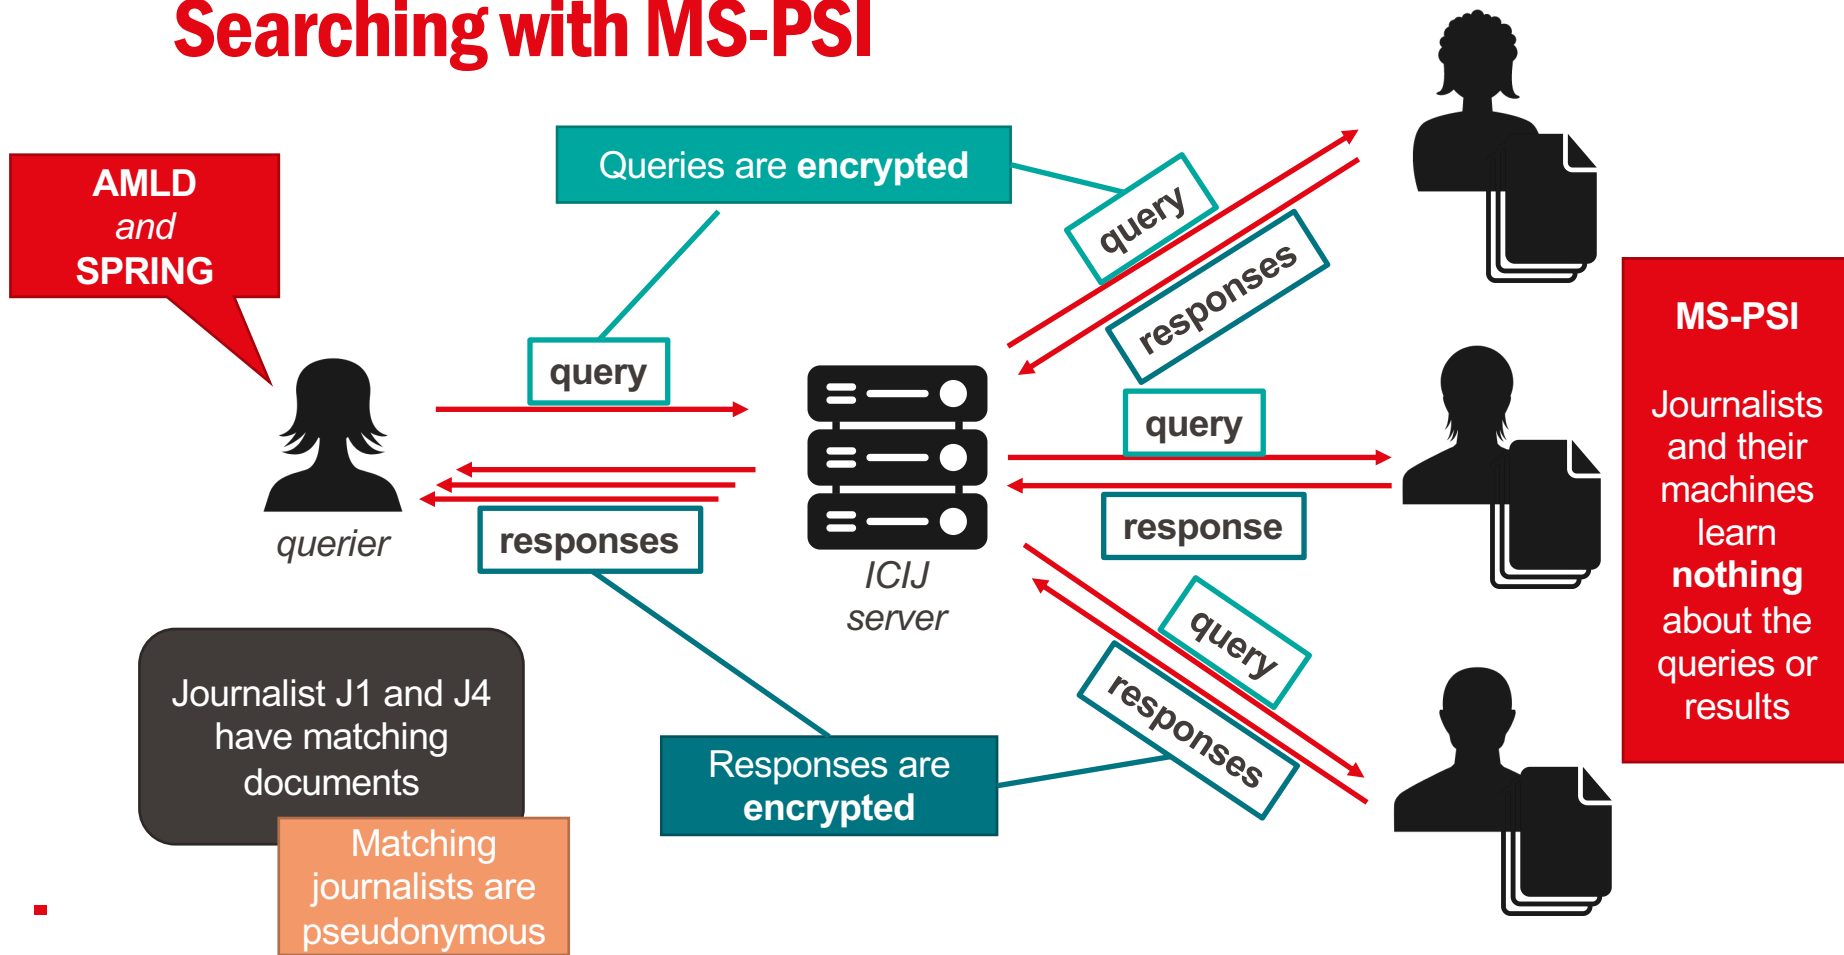 Searching with MS-PSI
AMLD
and
SPRING
Queries are encrypted
query
responses
querier
ICIJ
server
query
responses
query
response
query
responses
Responses are
encrypted
Journalist J1 and J4
have matching
documents
Matching
journalists are
pseudonymous
MS-PSI
Journalists
and their
machines
learn
nothing
about the
queries or
results